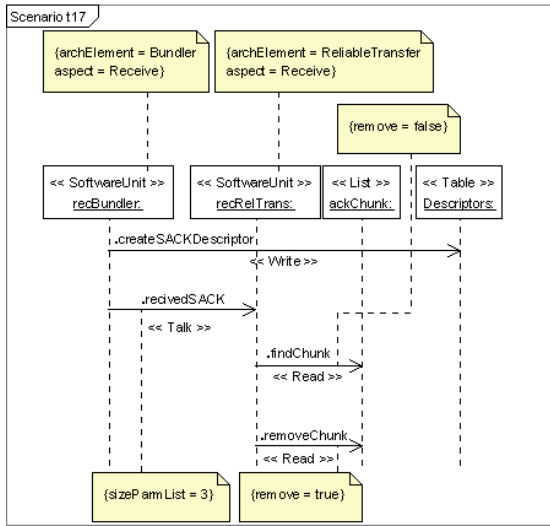 Scenario t17
{archElement = Bundler
aspect = Receive}
{archElement = ReliableTransfer
aspect = Receive}
{remove = false}
<< SoftwareUnit >>
recBundler:
<< SoftwareUnit >>
recRelTrans:
<< List >>
ackChunk:
<< Table >>
Descriptors:
.createSACKDescriptor
<< Write >>
.recivedSACK
<< Talk >>
.findChunk
<< Read >>
.removeChunk
<< Read >>
{sizeParmList = 3}
{remove = true}